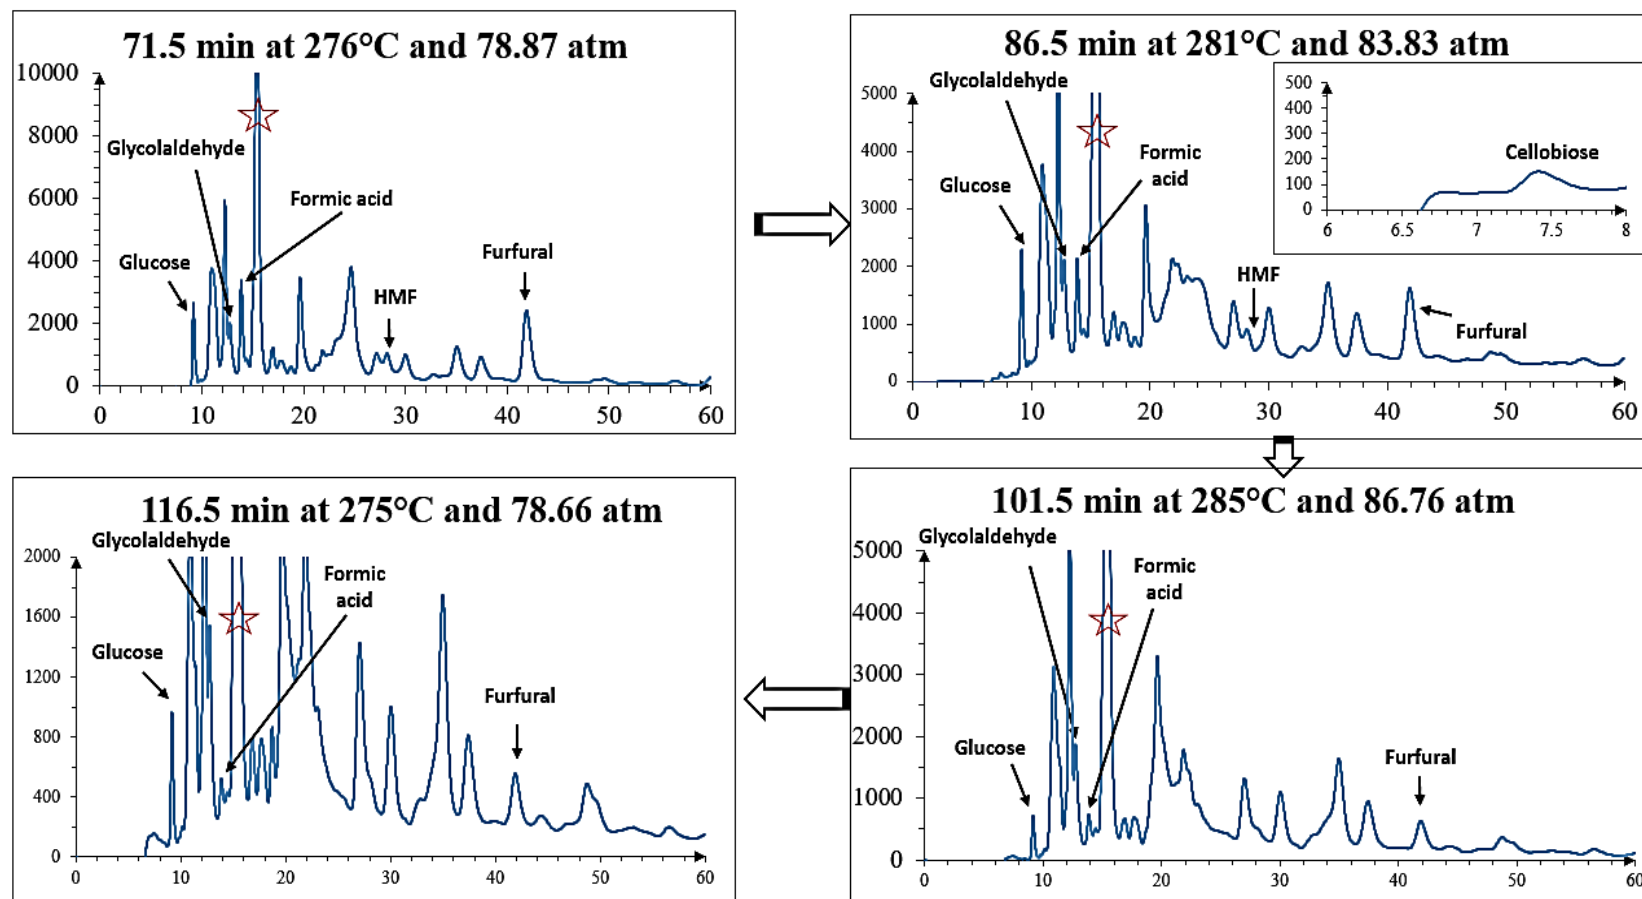 71.5 min at 276°C and 78.87 atm
10000
8000
6000
4000
2000
0
Glycolaldehyde
Formic acid
Glucose
HMF
Furfural
0 10 20 30 40 50 60
86.5 min at 281°C and 83.83 atm
Glycolaldehyde
5000
4000
3000
2000
1000
0
Formic
acid
Glucose
HMF
Furfural
0 10 20 30 40 50 60
500
400
300
200
100
0
Cellobiose
6 6.5 7 7.5 8
116.5 min at 275°C and 78.66 atm
Glycolaldehyde
2000
1600
1200
800
400
0
Formic
acid
Glucose
Furfural
0 10 20 30 40 50 60
101.5 min at 285°C and 86.76 atm
Glycolaldehyde
5000
4000
3000
2000
1000
0
Formic
acid
Glucose
Furfural
0 10 20 30 40 50 60